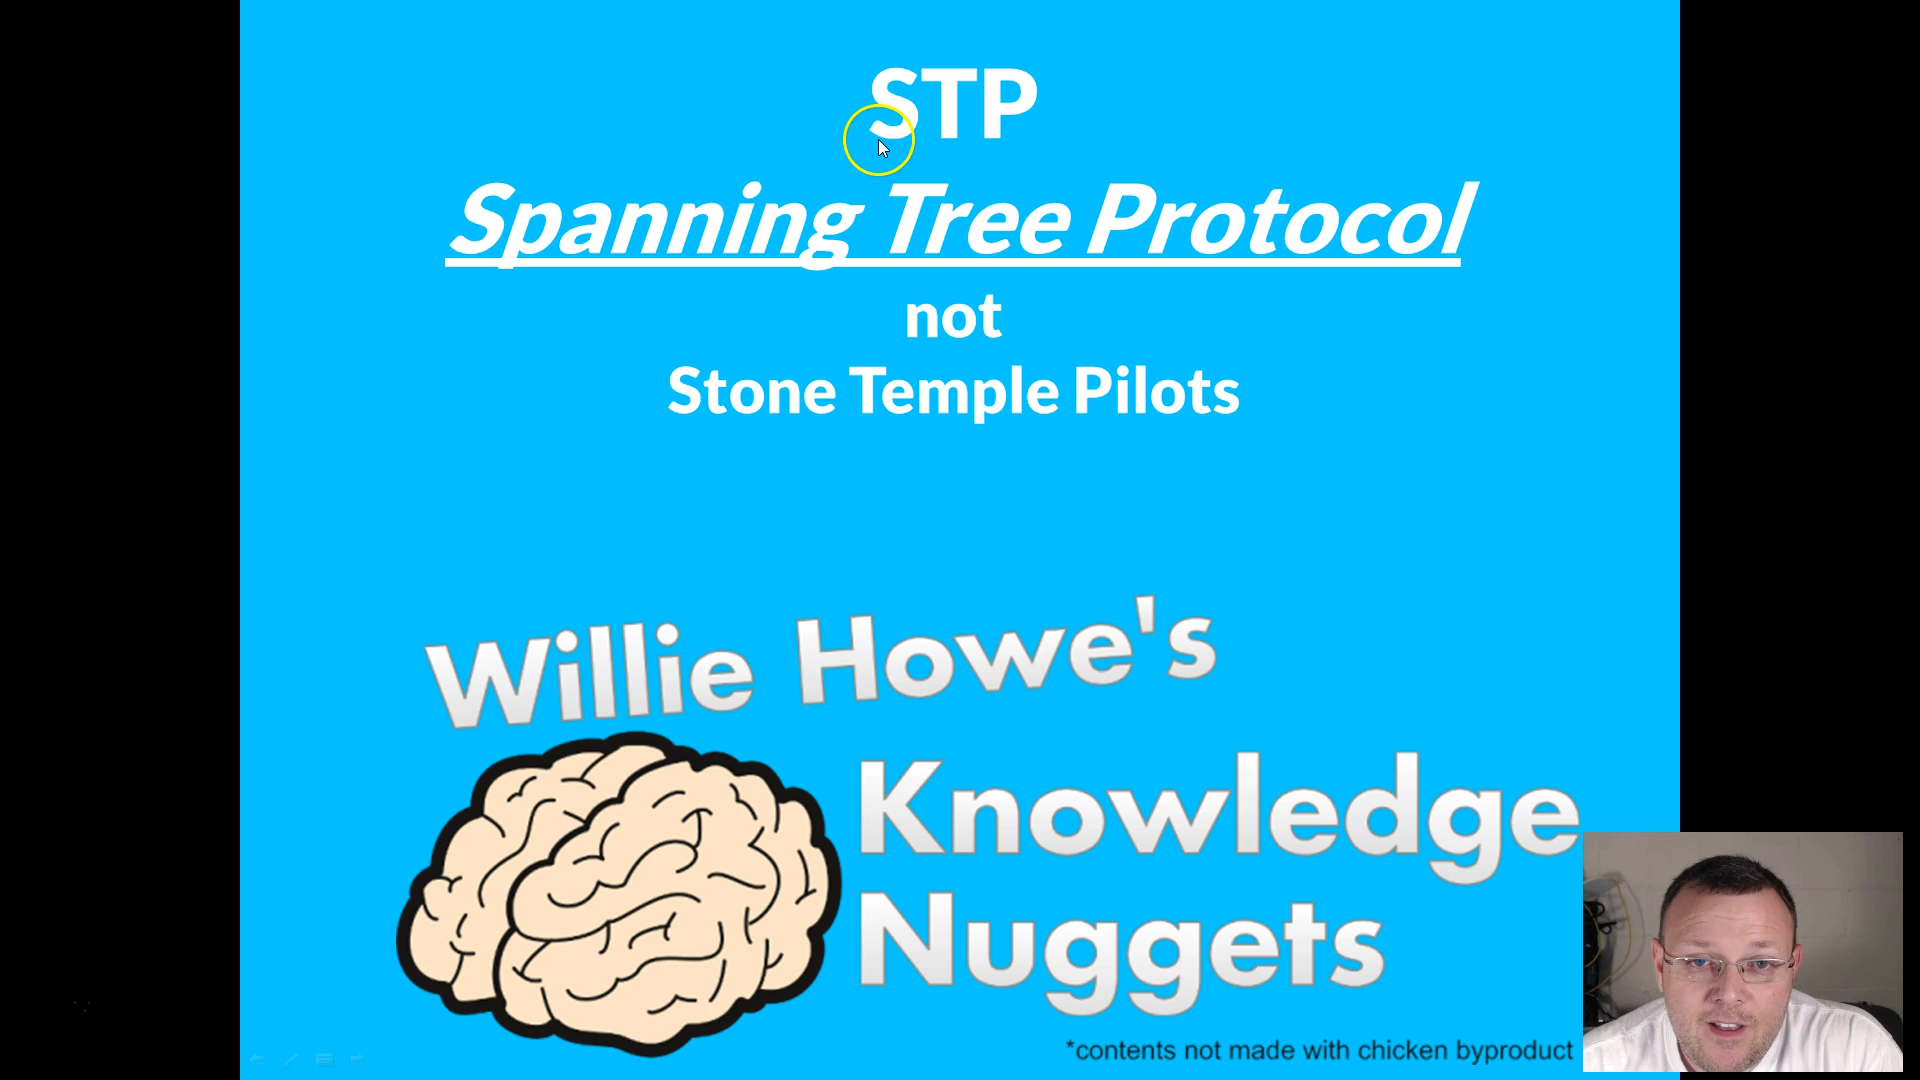 STP
Spanning Tree Protocol
not
Stone Temple Pilots
Willie Howe's
Knowledge
Nuggets
*contents not made with chicken byproduct